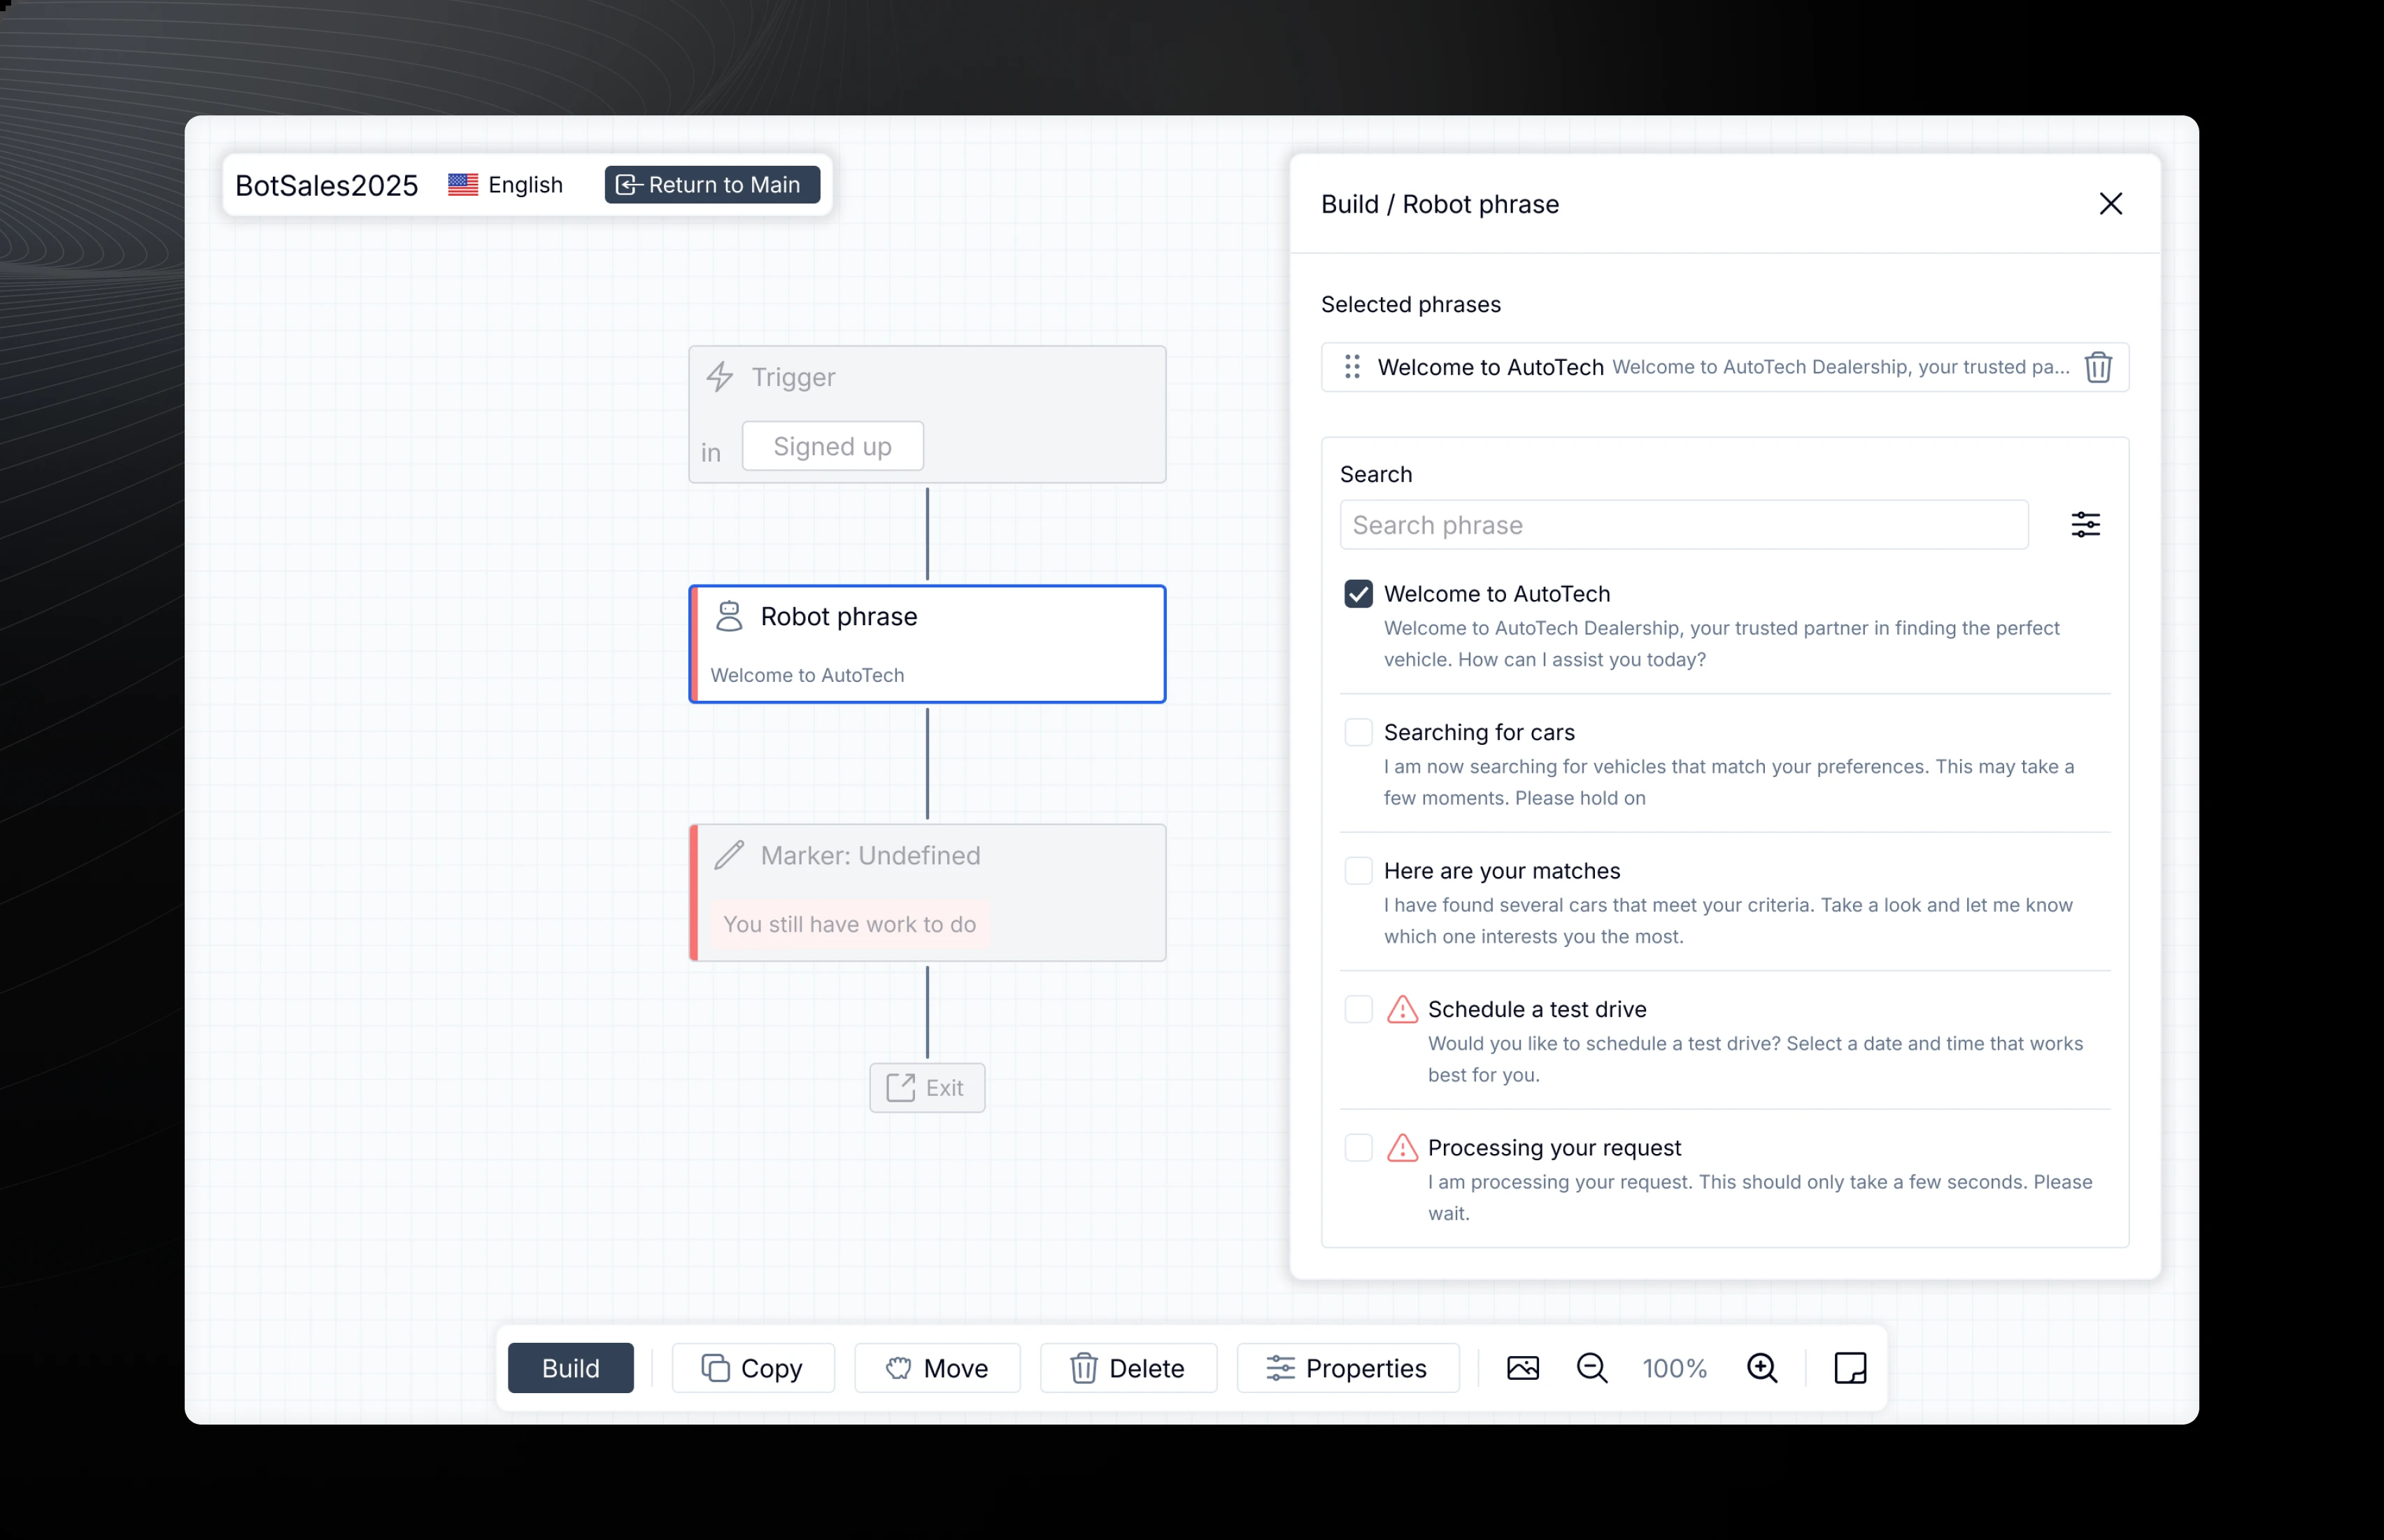 BotSales2025
English
Return to Main
Trigger
in
Signed up
Robot phrase
Welcome to AutoTech
Marker: Undefined
You still have work to do
Exit
Build / Robot phrase
Selected phrases
Welcome to AutoTech Welcome to AutoTech Dealership, your trusted pa...
Search
Search phrase
Welcome to AutoTech
Welcome to AutoTech Dealership, your trusted partner in finding the perfect
vehicle. How can I assist you today?
Searching for cars
I am now searching for vehicles that match your preferences. This may take a
few moments. Please hold on
Here are your matches
I have found several cars that meet your criteria. Take a look and let me know
which one interests you the most.
Schedule a test drive
Would you like to schedule a test drive? Select a date and time that works
best for you.
Processing your request
I am processing your request. This should only take a few seconds. Please
wait.
Build
Copy
Move
Delete
Properties
100%